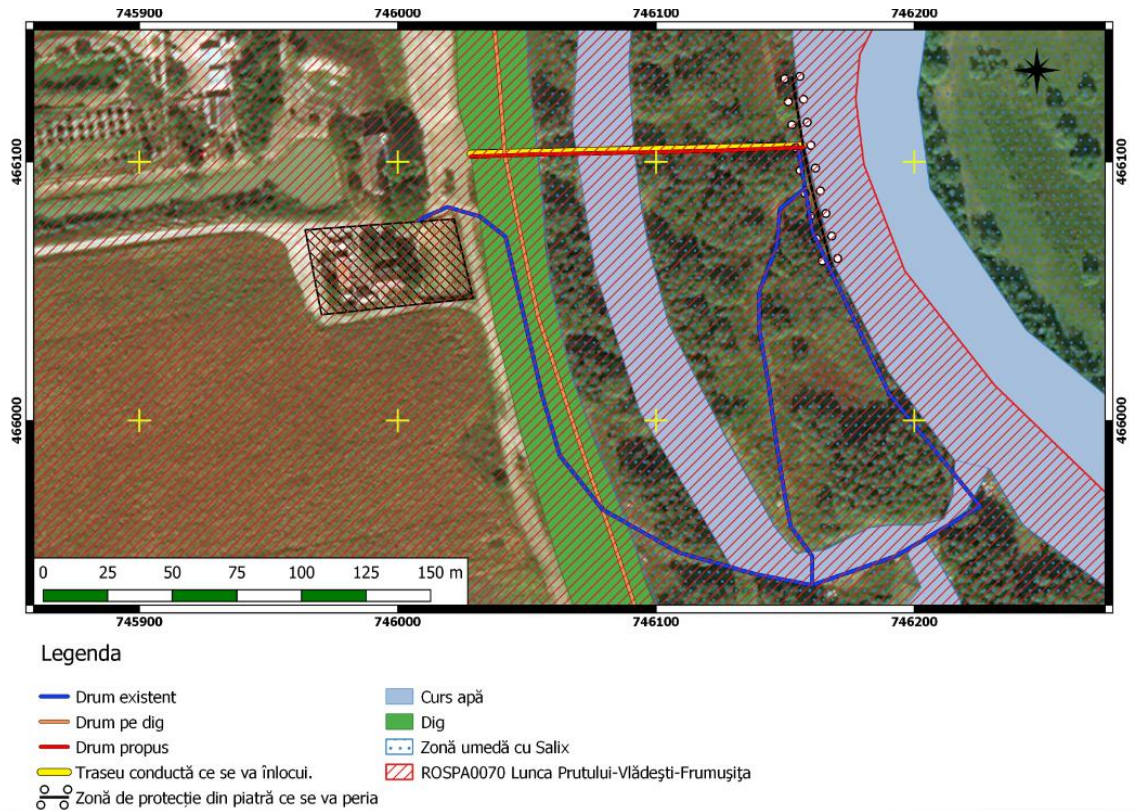 745900 746000 746100 746200
466100 466100
466000 466000
0 25 50 75 100 125 150 m
745900 746000 746100 746200
Legenda
Drum existent
Drum pe dig
Drum propus
Traseu conductă ce se va înlocui.
Zonă de protecție din piatră ce se va peria
Curs apă
Dig
Zonă umedă cu Salix
ROSPA0070 Lunca Prutului-Vlădești-Frumușița